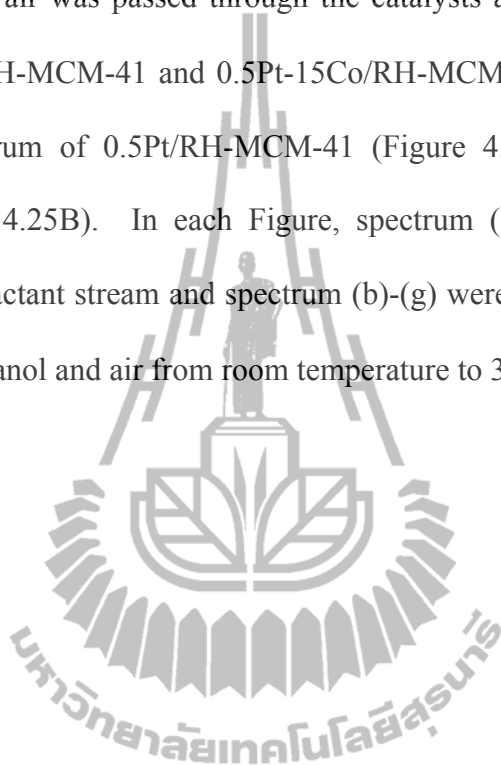 air was passed through the catalysts a
H-MCM-41 and 0.5Pt-15Co/RH-MCM
rum of 0.5Pt/RH-MCM-41 (Figure 4
4.25B). In each Figure, spectrum (
actant stream and spectrum (b)-(g) were
anol and air from room temperature to 3
มหาวิทยาลัยเทคโนโลยีสุรนารี